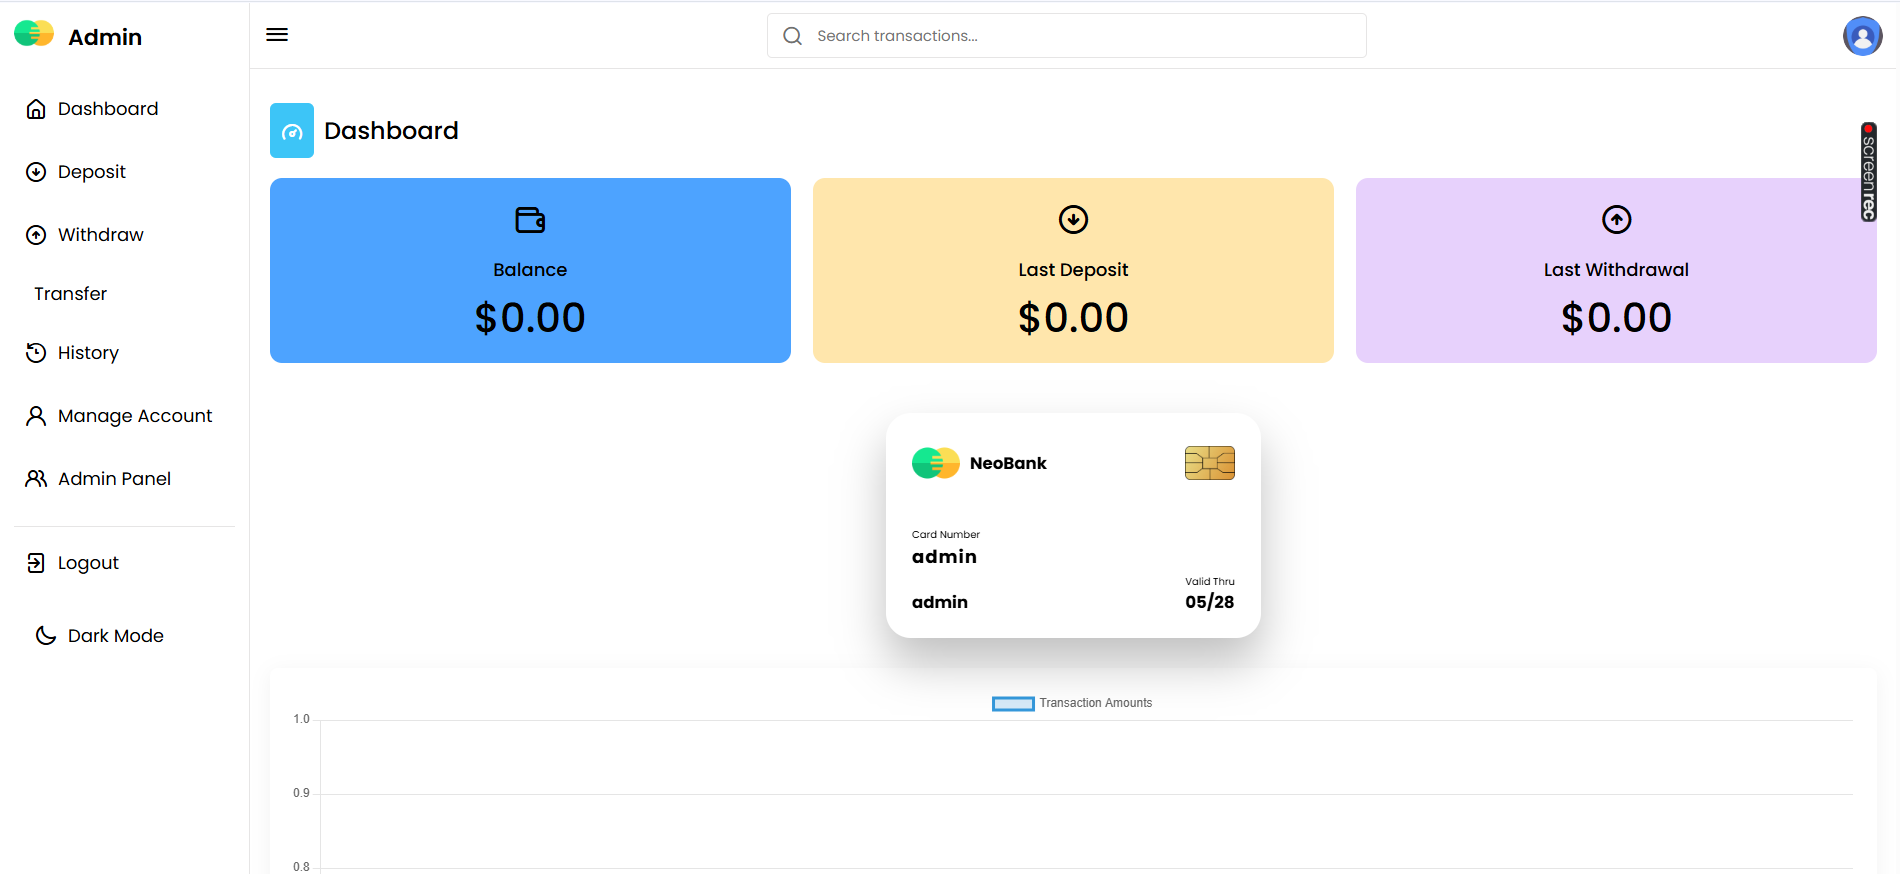 Admin
Search transactions...
Dashboard
Deposit
Withdraw
Transfer
History
Manage Account
Admin Panel
Logout
Dark Mode
Dashboard
screenrec
Balance
$0.00
Last Deposit
$0.00
Last Withdrawal
$0.00
NeoBank
Card Number
admin
admin
Valid Thru
05/28
Transaction Amounts
1.0
0.9
0.8